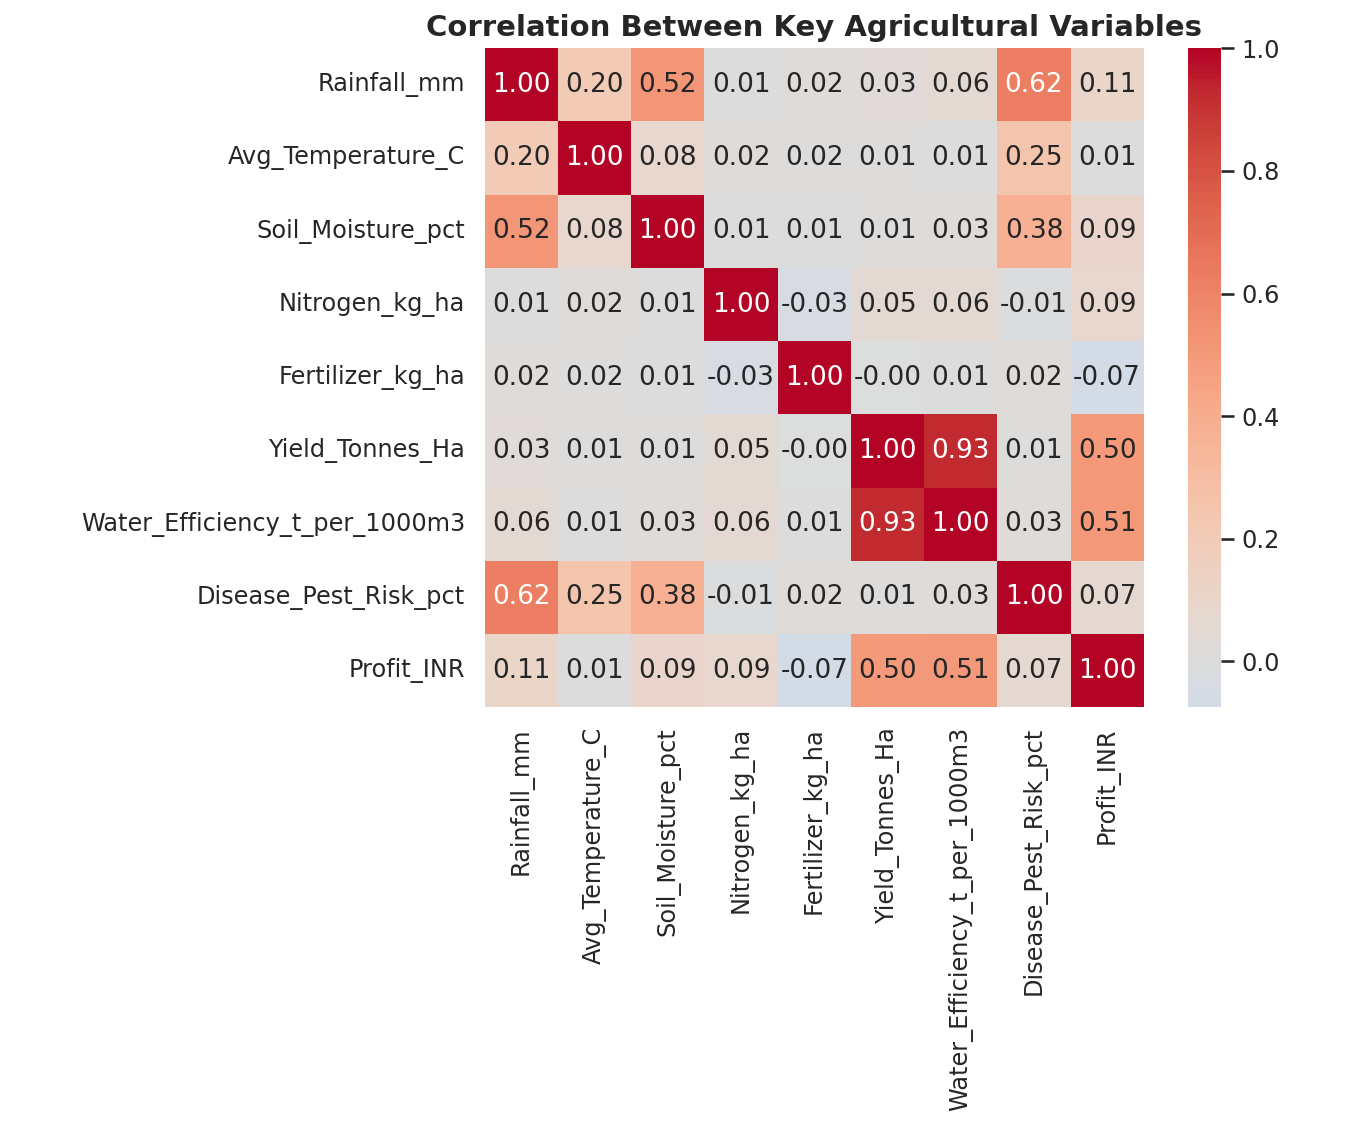 Correlation Between Key Agricultural Variables
Rainfall_mm 1.00 0.20 0.52 0.01 0.02 0.03 0.06 0.62 0.11
Avg_Temperature_C 0.20 1.00 0.08 0.02 0.02 0.01 0.01 0.25 0.01
Soil_Moisture_pct 0.52 0.08 1.00 0.01 0.01 0.01 0.03 0.38 0.09
Nitrogen_kg_ha 0.01 0.02 0.01 1.00 -0.03 0.05 0.06 -0.01 0.09
Fertilizer_kg_ha 0.02 0.02 0.01 -0.03 1.00 -0.00 0.01 0.02 -0.07
Yield_Tonnes_Ha 0.03 0.01 0.01 0.05 -0.00 1.00 0.93 0.01 0.50
Water_Efficiency_t_per_1000m3 0.06 0.01 0.03 0.06 0.01 0.93 1.00 0.03 0.51
Disease_Pest_Risk_pct 0.62 0.25 0.38 -0.01 0.02 0.01 0.03 1.00 0.07
Profit_INR 0.11 0.01 0.09 0.09 -0.07 0.50 0.51 0.07 1.00
Rainfall_mm
Avg_Temperature_C
Soil_Moisture_pct
Nitrogen_kg_ha
Fertilizer_kg_ha
Yield_Tonnes_Ha
Water_Efficiency_t_per_1000m3
Disease_Pest_Risk_pct
Profit_INR
1.0
0.8
0.6
0.4
0.2
0.0